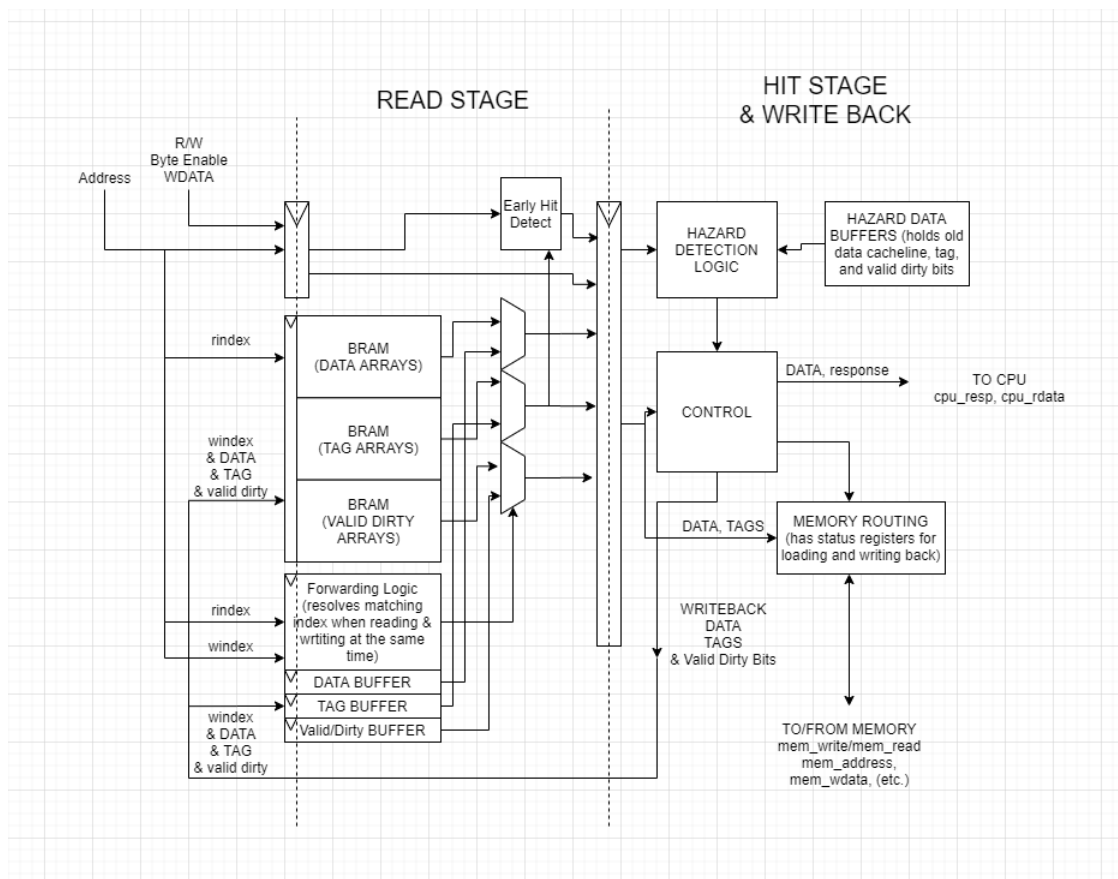 READ STAGE
HIT STAGE
& WRITE BACK
R/W
Byte Enable
WDATA
Address
Early Hit
Detect
HAZARD
DETECTION
LOGIC
HAZARD DATA
BUFFERS (holds old
data cacheline, tag,
and valid dirty bits
rindex
BRAM
(DATA ARRAYS)
BRAM
(TAG ARRAYS)
BRAM
(VALID DIRTY
ARRAYS)
windex
& DATA
& TAG
& valid dirty
CONTROL
DATA, response
TO CPU
cpu_resp, cpu_rdata
DATA, TAGS
MEMORY ROUTING
(has status registers for
loading and writing back)
rindex
windex
Forwarding Logic
(resolves matching
index when reading &
wrtiting at the same
time)
DATA BUFFER
TAG BUFFER
Valid/Dirty BUFFER
windex
& DATA
& TAG
& valid dirty
WRITEBACK
DATA
TAGS
& Valid Dirty Bits
TO/FROM MEMORY
mem_write/mem_read
mem_address,
mem_wdata, (etc.)